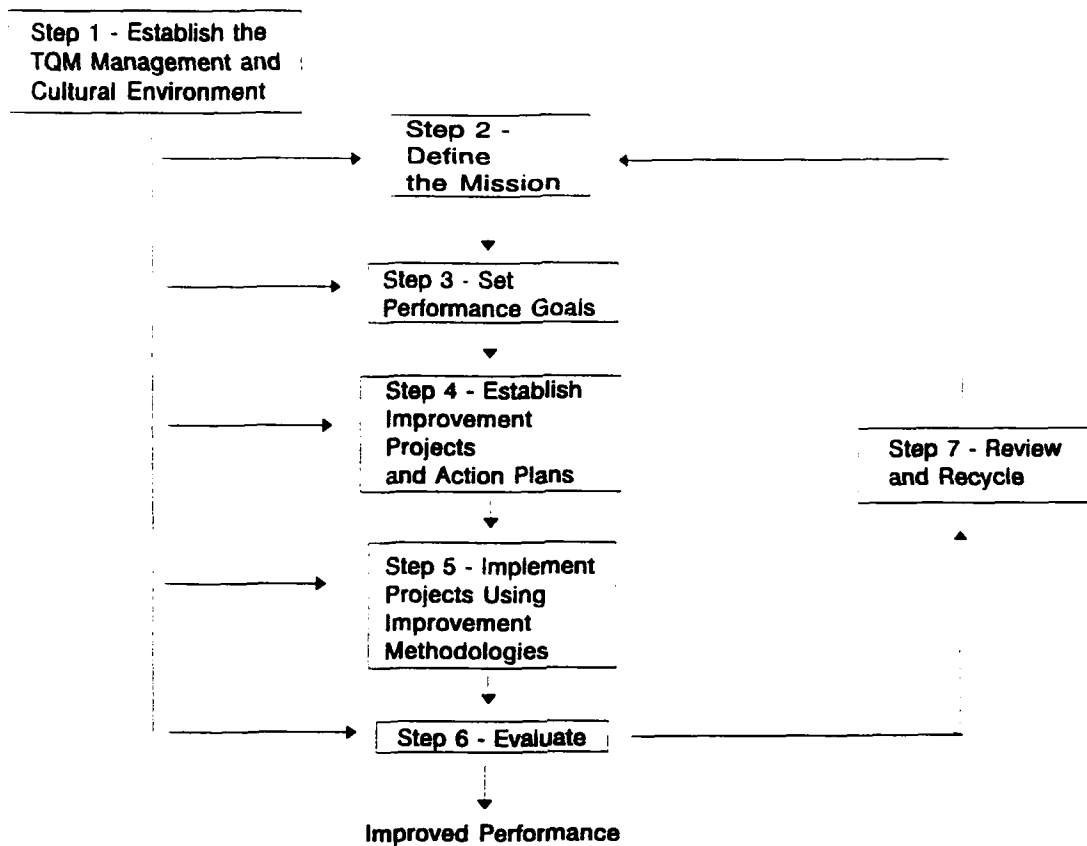 Step 1 - Establish the
TQM Management and
Cultural Environment
Step 2 -
Define
the Mission
Step 3 - Set
Performance Goals
Step 4 - Establish
Improvement
Projects
and Action Plans
Step 7 - Review
and Recycle
Step 5 - Implement
Projects Using
Improvement
Methodologies
Step 6 - Evaluate
Improved Performance